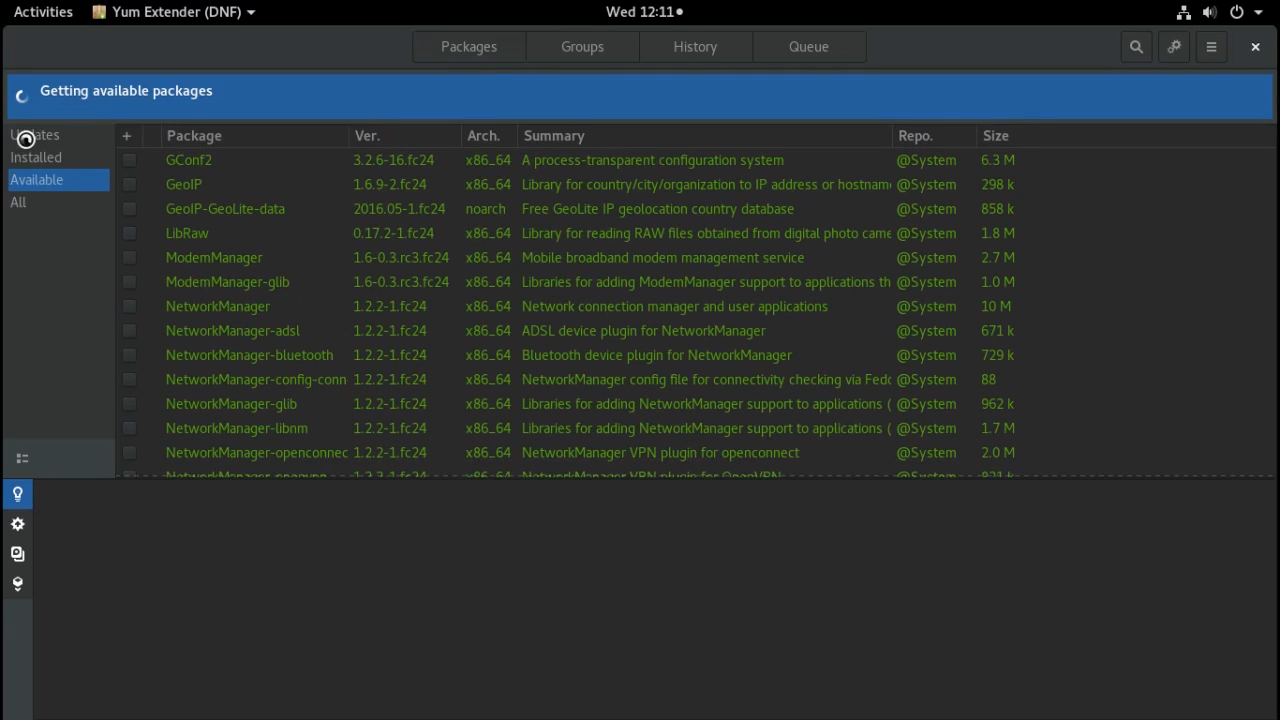 Activities Yum Extender (DNF) Wed 12:11
Packages Groups History Queue
Getting available packages
Updates
Installed
Available
All
+ Package Ver. Arch. Summary Repo. Size
GConf2 3.2.6-16.fc24 x86_64 A process-transparent configuration system @System 6.3 M
GeoIP 1.6.9-2.fc24 x86_64 Library for country/city/organization to IP address or hostnam @System 298 k
GeoIP-GeoLite-data 2016.05-1.fc24 noarch Free GeoLite IP geolocation country database @System 858 k
LibRaw 0.17.2-1.fc24 x86_64 Library for reading RAW files obtained from digital photo came @System 1.8 M
ModemManager 1.6-0.3.rc3.fc24 x86_64 Mobile broadband modem management service @System 2.7 M
ModemManager-glib 1.6-0.3.rc3.fc24 x86_64 Libraries for adding ModemManager support to applications th @System 1.0 M
NetworkManager 1.2.2-1.fc24 x86_64 Network connection manager and user applications @System 10 M
NetworkManager-adsl 1.2.2-1.fc24 x86_64 ADSL device plugin for NetworkManager @System 671 k
NetworkManager-bluetooth 1.2.2-1.fc24 x86_64 Bluetooth device plugin for NetworkManager @System 729 k
NetworkManager-config-conn 1.2.2-1.fc24 x86_64 NetworkManager config file for connectivity checking via Fedo @System 88
NetworkManager-glib 1.2.2-1.fc24 x86_64 Libraries for adding NetworkManager support to applications ( @System 962 k
NetworkManager-libnm 1.2.2-1.fc24 x86_64 Libraries for adding NetworkManager support to applications ( @System 1.7 M
NetworkManager-openconnec 1.2.2-1.fc24 x86_64 NetworkManager VPN plugin for openconnect @System 2.0 M
NetworkManager-openvpn x86_64 NetworkManager VPN plugin for OpenVPN @System